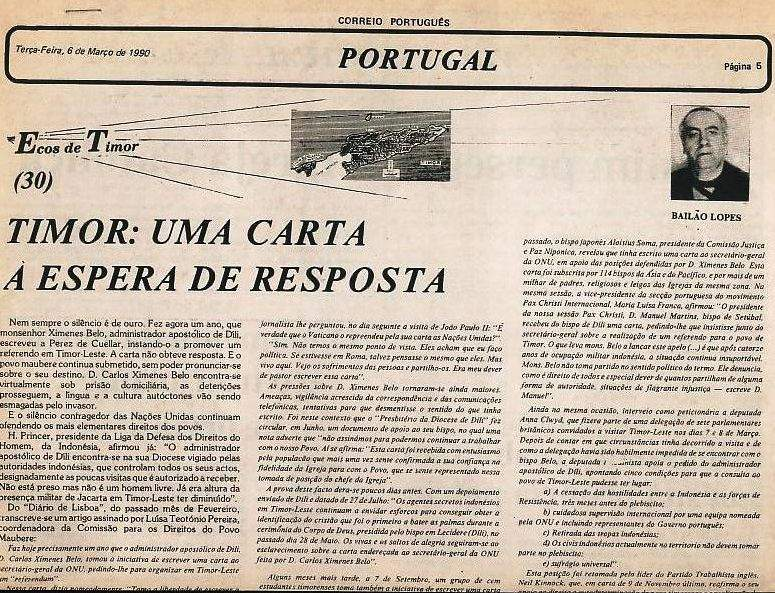 CORREIO PORTUGUÊS
Terça-Feira, 6 de Março de 1990
PORTUGAL
Página 5
Ecos de Timor
(30)
BAILÃO LOPES
TIMOR: UMA CARTA
À ESPERA DE RESPOSTA
Nem sempre o silêncio é de ouro. Fez agora um ano, que
monsenhor Ximenes Belo, administrador apostólico de Dili,
escreveu a Perez de Cuellar, instando-o a promover um
referendo em Timor-Leste. A carta não obteve resposta. E o
povo maubere continua submetido, sem poder pronunciar-se
sobre o seu destino. D. Carlos Ximenes Belo encontra-se
virtualmente sob prisão domiciliária, as detenções
prosseguem, a língua e a cultura autóctones vão sendo
esmagadas pelo invasor.
E o silêncio contragedor das Nações Unidas continuam
ofendendo os mais elementares direitos dos povos.
H. Princer, presidente da Liga da Defesa dos Direitos do
Homem, da Indonésia, afirmou já: "O administrador
apostólico de Dili encontra-se na sua Diocese vigiado pelas
autoridades indonésias, que controlam todos os seus actos,
designadamente as poucas visitas que é autorizado a receber.
Não está preso mas não é um homem livre. Já era altura da
presença militar de Jacarta em Timor-Leste ter diminuído".
Do "Diário de Lisboa", do passado mês de Fevereiro,
transcreve-se um artigo assinado por Luísa Teotónio Pereira,
coordenadora da Comissão para os Direitos do Povo
Maubere:
Faz hoje precisamente um ano que o administrador apostólico de Dili,
D. Carlos Ximenes Belo, tomou a iniciativa de escrever uma carta ao
secretário-geral da ONU, pedindo-lhe para organizar em Timor-Leste
um "referendum".
jornalista lhe perguntou, no dia seguinte à visita de João Paulo II: "É
verdade que o Vaticano o repreendeu pela sua carta às Nações Unidas?".
"Sim. Não temos o mesmo ponto de vista. Eles acham que eu faço
política. Se estivesse em Roma, talvez pensasse o mesmo que eles. Mas
vivo aqui. Vejo os sofrimentos das pessoas e partilho-os. Era meu dever
de pastor escrever esta carta".
As pressões sobre D. Ximenes Belo tornaram-se ainda maiores.
Ameaças, vigilância acrescida da correspondência e das comunicações
telefónicas, tentativas para que desmentisse o sentido do que tinha
escrito. Foi neste contexto que o "Presbitério da Diocese de Dili" fez
circular, em Junho, um documento de apoio ao seu bispo, no qual uma
nota adverte que "não assinámos para podermos continuar a trabalhar
com o nosso Povo. Aí se afirma: "Esta carta foi recebida com entusiasmo
pela população que mais uma vez sente confirmada a sua confiança na
fidelidade da Igreja para com o Povo, que se sente representado nessa
tomada de posição do chefe da Igreja".
A prova deste facto dera-se poucos dias antes. Com um depoimento
enviado de Dili e datado de 27 de Julho: "Os agentes secretos indonésios
em Timor-Leste continuam a envidar esforços para conseguir obter a
identificação do cristão que foi o primeiro a bater as palmas durante a
cerimónia do Corpo de Deus, presidida pelo bispo em Lecidere (Dili), no
passado dia 28 de Maio. Os vivas e os saltos de alegria seguiram-se ao
esclarecimento sobre a carta endereçada ao secretário-geral da ONU
feita por D. Carlos Ximenes Belo".
Alguns meses mais tarde, a 7 de Setembro, um grupo de cem
estudantes timorenses toma também a iniciativa de escrever uma carta
passado, o bispo japonês Aloisius Soma, presidente da Comissão Justiça
e Paz Nipónica, revelou que tinha escrito uma carta ao secretário-geral
da ONU, em apoio das posições defendidas por D. Ximenes Belo. Esta
carta foi subscrita por 114 bispos da Ásia e do Pacífico, e por mais de um
milhar de padres, religiosos e leigos das Igrejas da mesma zona. Na
mesma sessão, a vice-presidente da secção portuguesa do movimento
Pax Christi Internacional, Maria Luísa Franco, afirmou: "O presidente
da nossa sessão Pax Christi, D. Manuel Martins, bispo de Setúbal,
recebeu do bispo de Dili uma carta, pedindo-lhe que insistisse junto do
secretário-geral sobre a realização de um referendo para o povo de
Timor. O que leva mons. Belo a lançar este apelo (...) é que após catorze
anos de ocupação militar indonésia, a situação continua insuportável.
Mons. Belo não toma partido no sentido político do termo. Ele denuncia,
como é direito de todos e especial dever de quantos partilham de alguma
forma de autoridade, situações de flagrante injustiça — escreve D.
Manuel".
Ainda na mesma ocasião, interveio como peticionária a deputada
Anna Clwyd, que fizera parte de uma delegação de sete parlamentares
britânicos convidados a visitar Timor-Leste nos dias 7 e 8 de Março.
Depois de contar em que circunstâncias tinha decorrido a visita e de
como a delegação havia sido habilmente impedida de se encontrar com o
bispo Belo, a deputada apoia o pedido do administrador
apostólico de Dili, apontando cinco condições para que a consulta ao
povo de Timor-Leste pudesse ter lugar:
a) A cessação das hostilidades entre a Indonésia e as forças de
Resistência, três meses antes do plebiscito;
b) cuidadosa supervisão internacional por uma equipa nomeada
pela ONU e incluindo representantes do Governo português;
c) Retirada das tropas indonésias;
d) Os civis indonésios actualmente no território não devem tomar
parte no plebiscito;
e) sufrágio universal".
Esta posição foi retomada pelo líder do Partido Trabalhista inglês,
Neil Kinnock, que, em carta de 9 de Novembro último, reafirma o seu